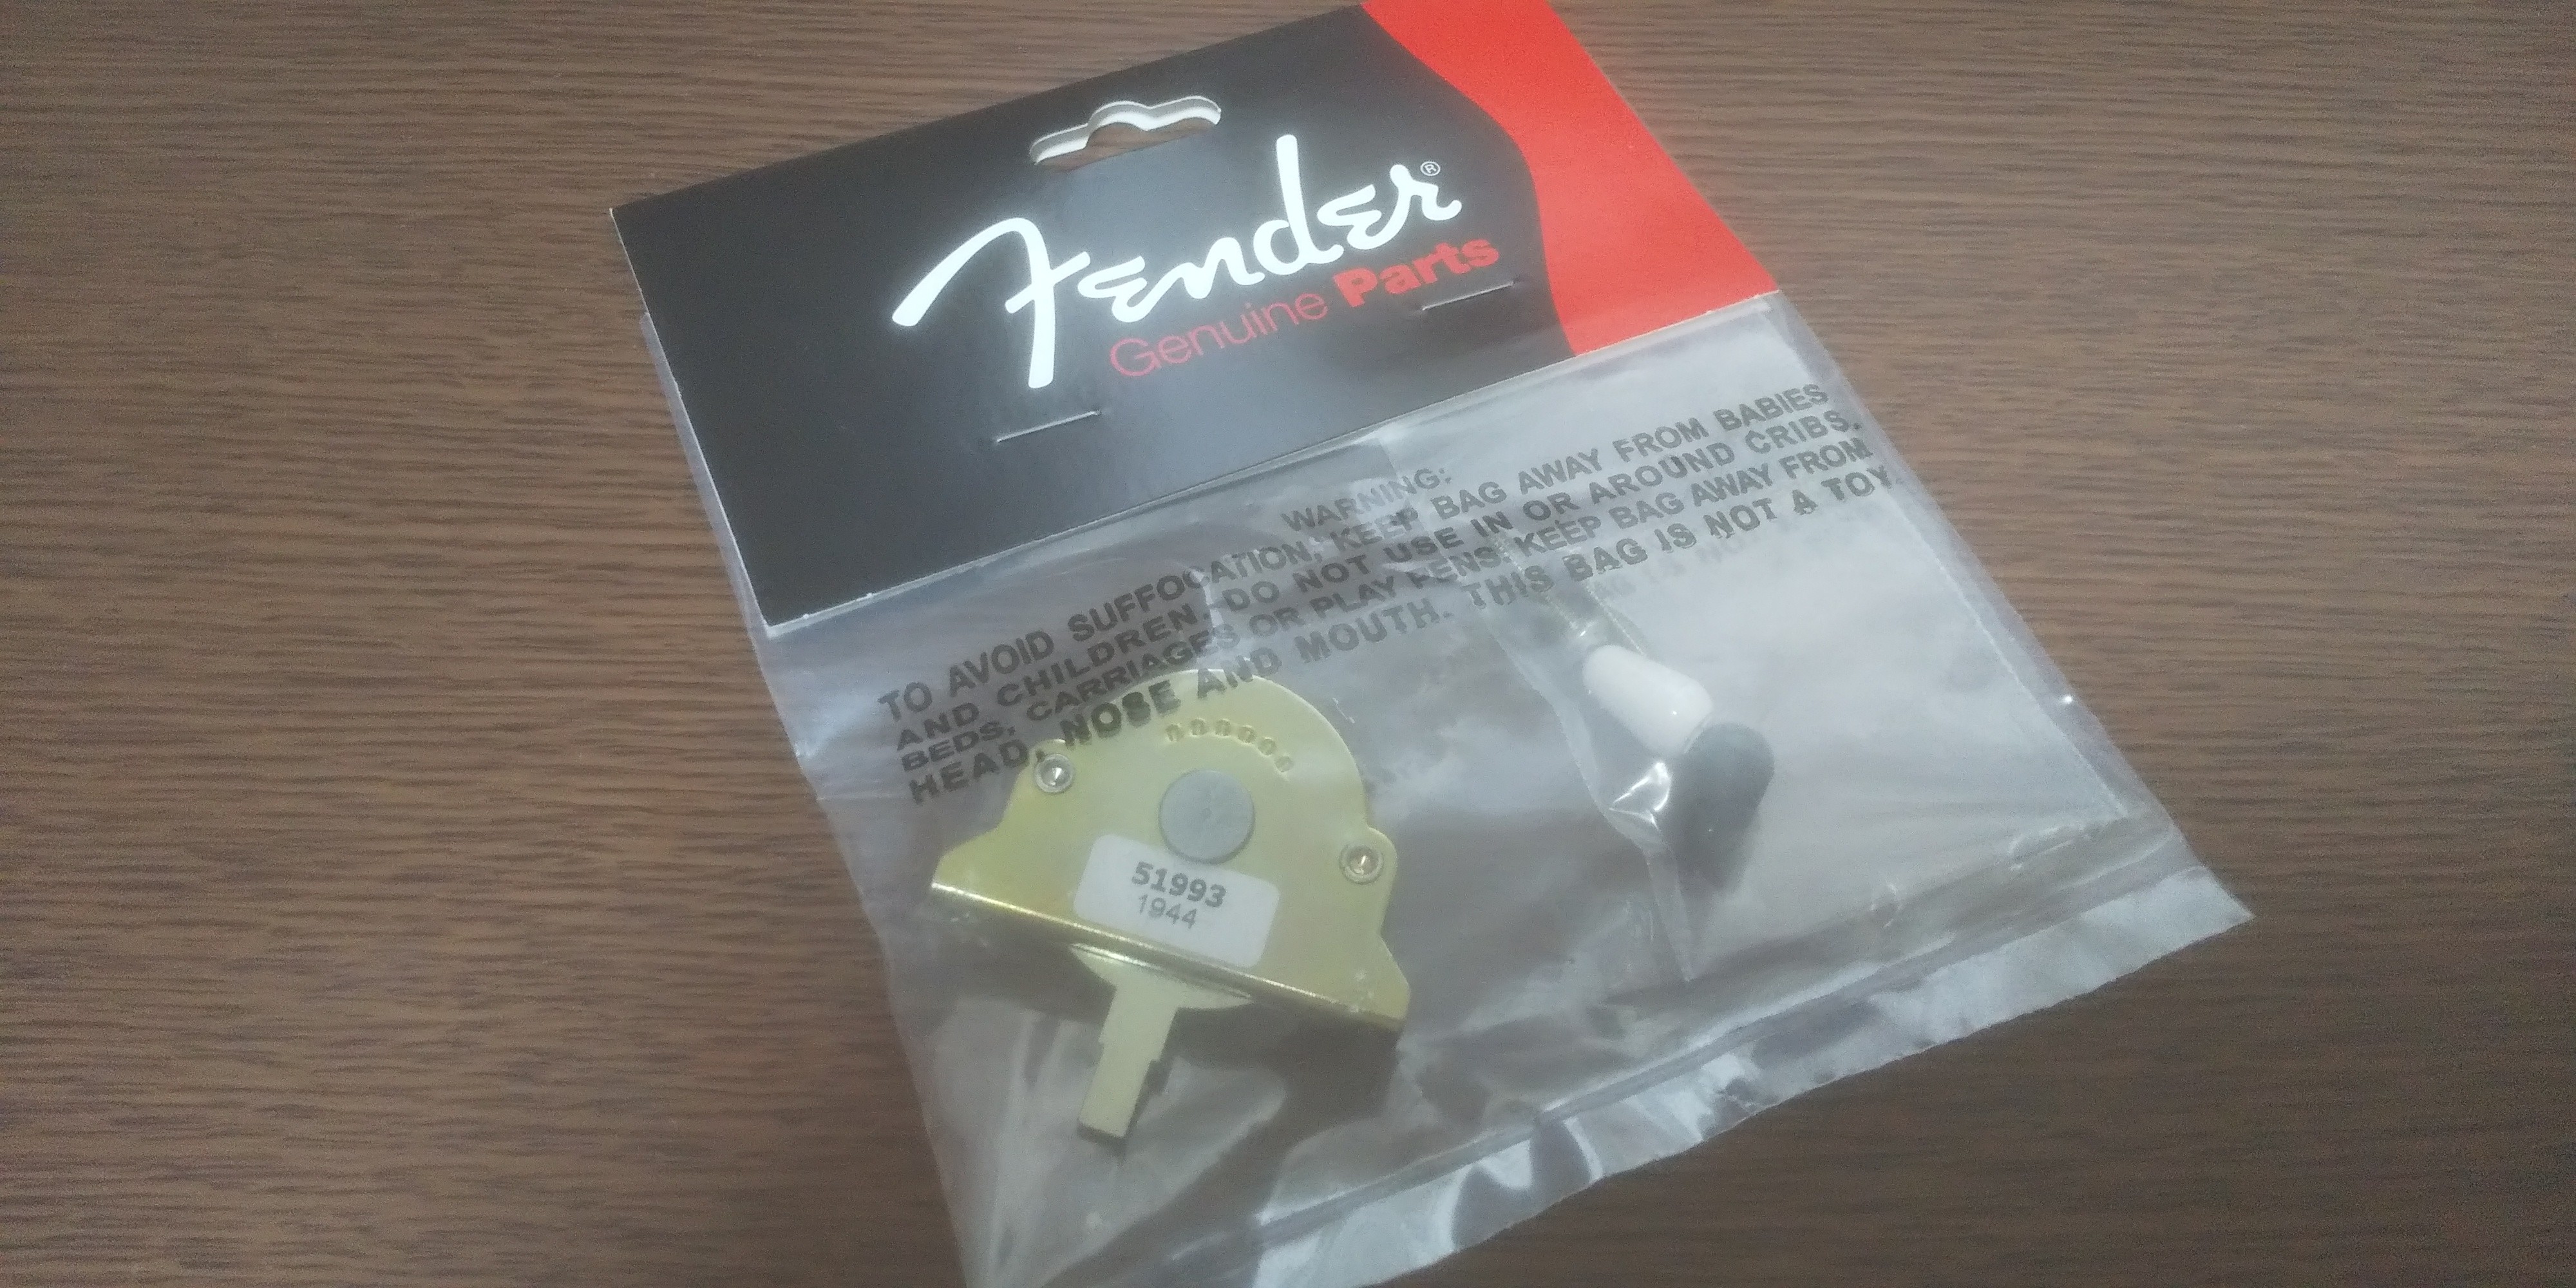 Fender®
Genuine Parts
WARNING:
TO AVOID SUFFOCATION, KEEP BAG AWAY FROM BABIES
AND CHILDREN. DO NOT USE IN OR AROUND CRIBS,
BEDS, CARRIAGES OR PLAY PENS. KEEP BAG AWAY FROM
HEAD, NOSE AND MOUTH. THIS BAG IS NOT A TOY.
51993
1944